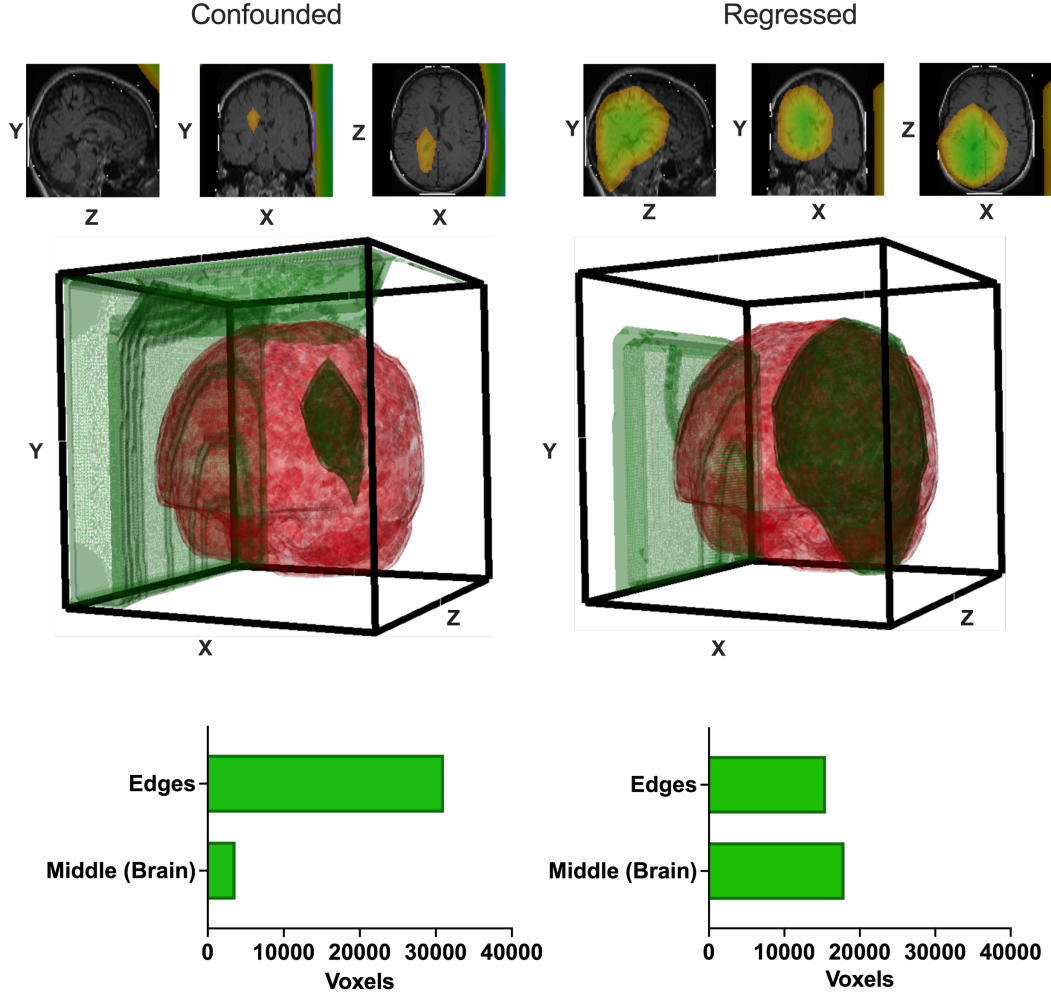 Confounded
Regressed
Y
Z
Y
X
Z
X
Y
Z
Y
X
Z
X
Y
Z
X
Y
Z
X
Edges
Middle (Brain)
0 10000 20000 30000 40000
Voxels
Edges
Middle (Brain)
0 10000 20000 30000 40000
Voxels